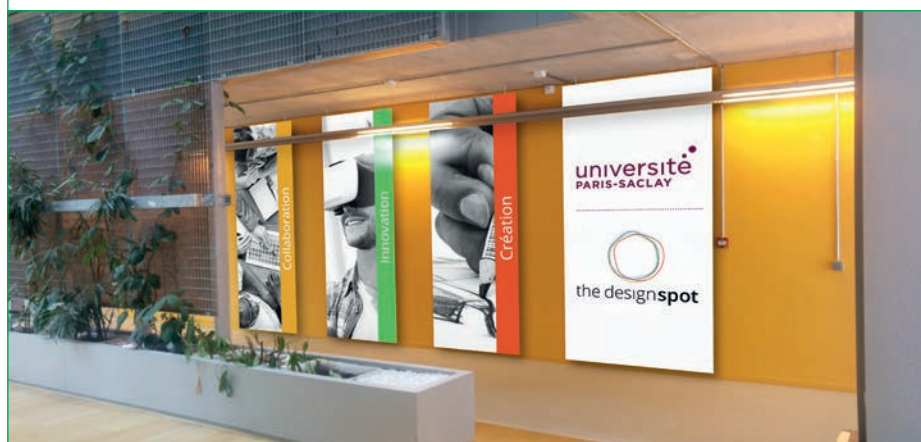 Collaboration
Innovation
Création
université
PARIS-SACLAY
the designspot